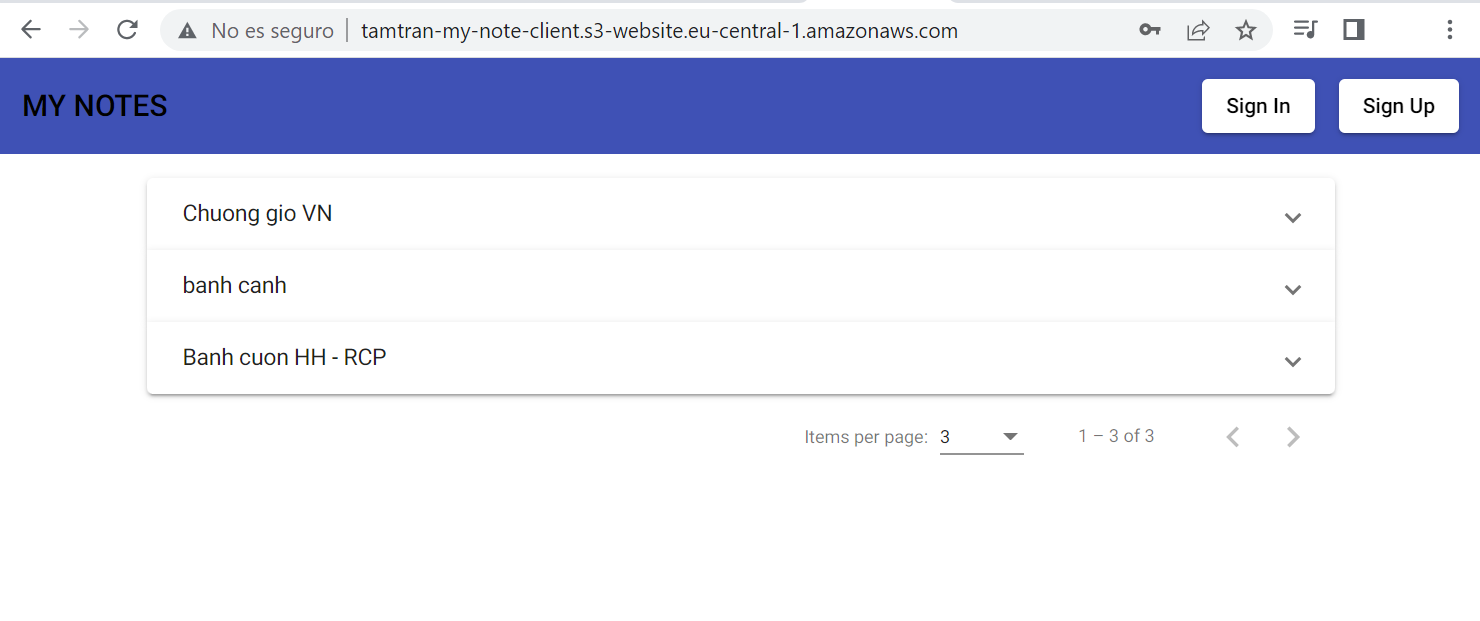 No es seguro | tamtran-my-note-client.s3-website.eu-central-1.amazonaws.com
MY NOTES
Sign In
Sign Up
Chuong gio VN
banh canh
Banh cuon HH - RCP
Items per page: 3 1 – 3 of 3